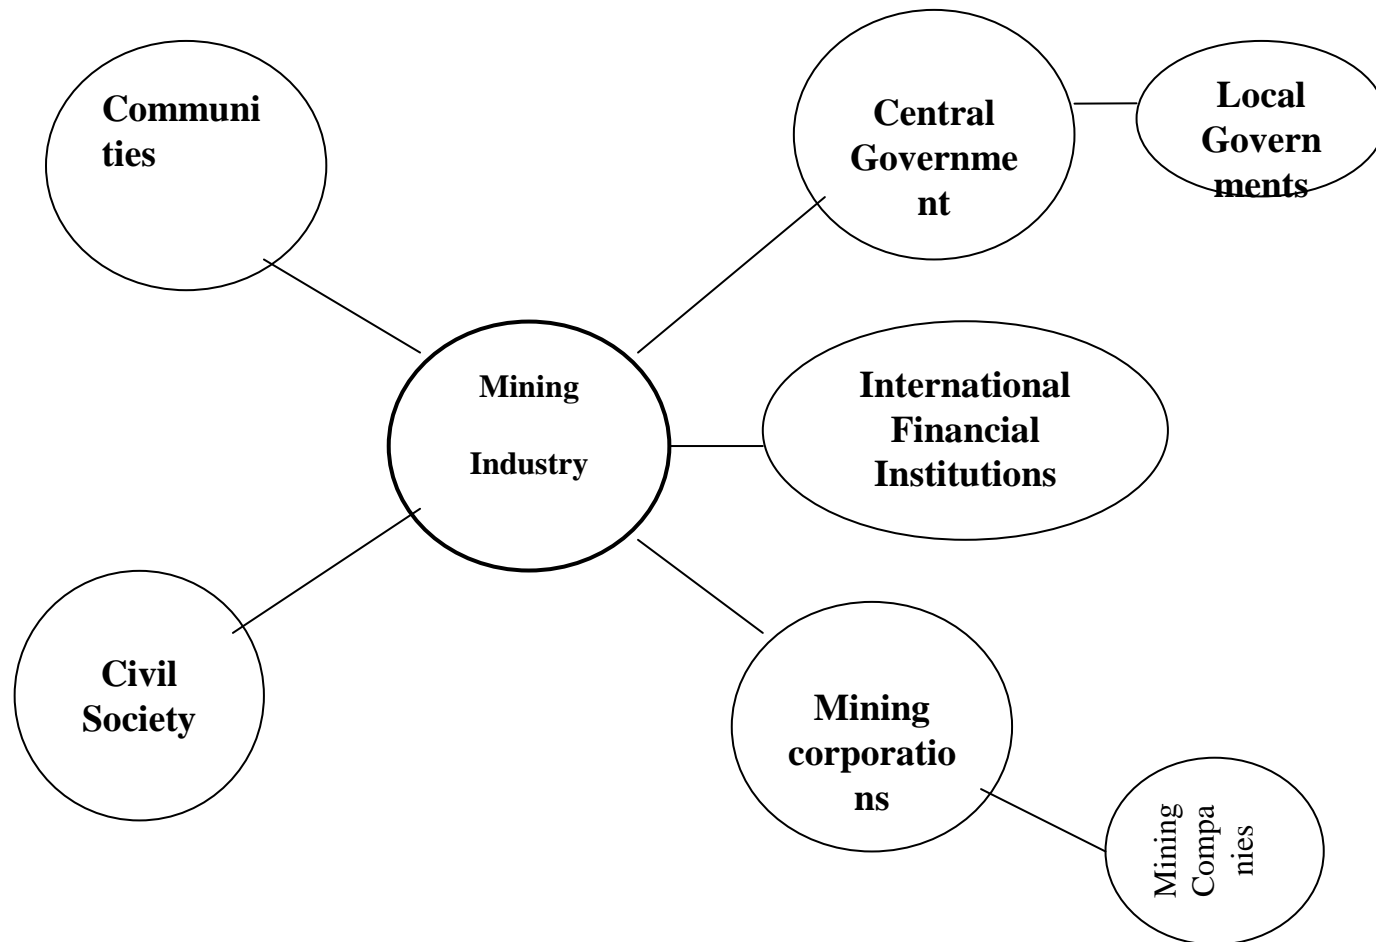 Communi
ties
Central
Governme
nt
Local
Govern
ments
Mining
Industry
International
Financial
Institutions
Civil
Society
Mining
corporatio
ns
Mining
Compa
nies